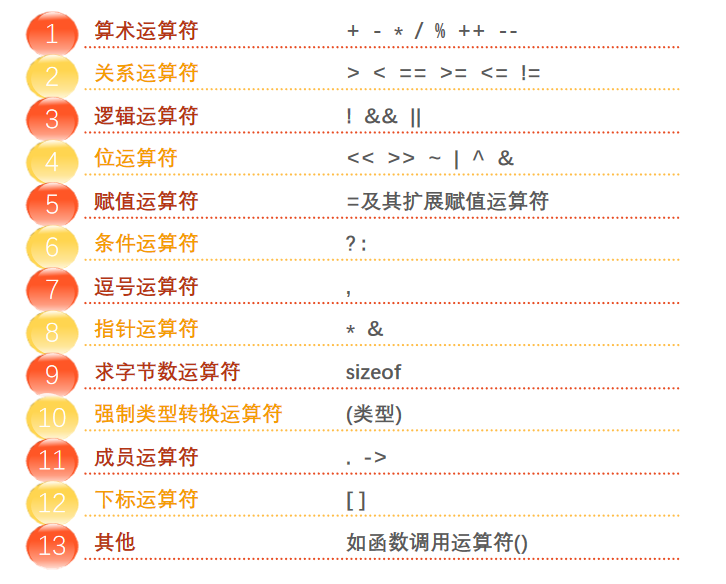 1 算术运算符 + - * / % ++ --
2 关系运算符 > < == >= <= !=
3 逻辑运算符 ! && ||
4 位运算符 << >> ~ | ^ &
5 赋值运算符 =及其扩展赋值运算符
6 条件运算符 ?:
7 逗号运算符 ,
8 指针运算符 * &
9 求字节数运算符 sizeof
10 强制类型转换运算符 (类型)
11 成员运算符 . ->
12 下标运算符 [ ]
13 其他 如函数调用运算符()